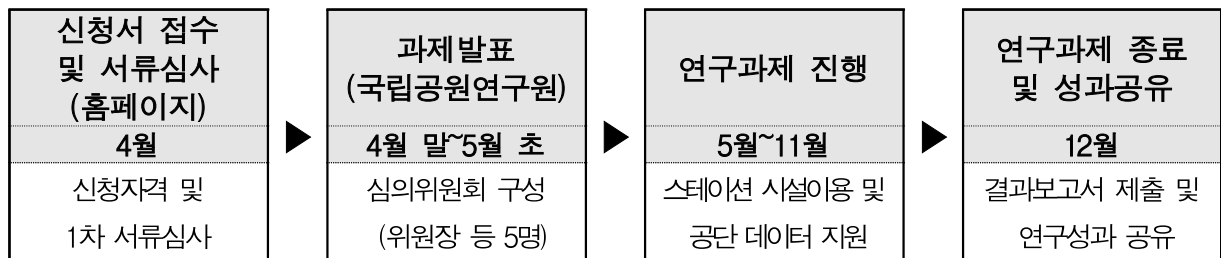 신청서 접수
및 서류심사
(홈페이지)
4월
신청자격 및
1차 서류심사
▶
과제발표
(국립공원연구원)
4월 말~5월 초
심의위원회 구성
(위원장 등 5명)
▶
연구과제 진행
5월~11월
스테이션 시설이용 및
공단 데이터 지원
▶
연구과제 종료
및 성과공유
12월
결과보고서 제출 및
연구성과 공유